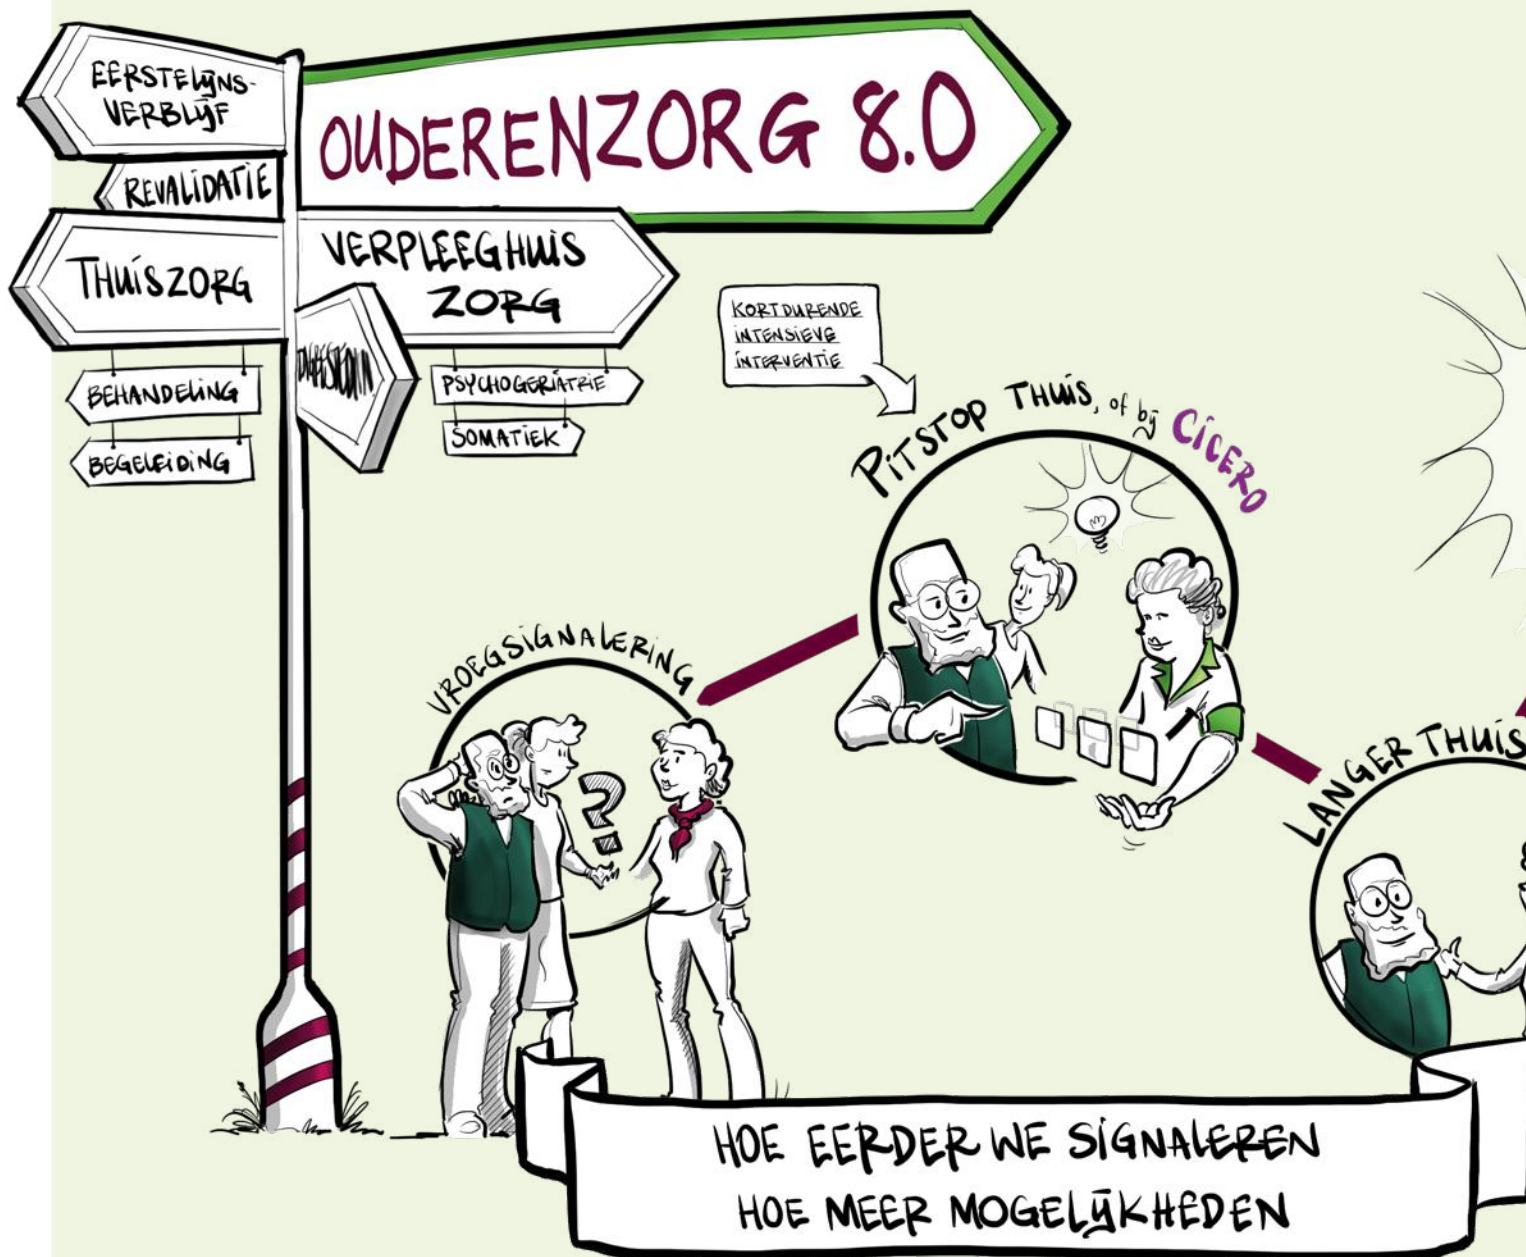 EERSTELIJNS-
VERBLIJF
OUDERENZORG 8.0
REVALIDATIE
THUISZORG
VERPLEEGHUIS
ZORG
BEHANDELING
BEGELEIDING
PSYCHOGERIATRIE
SOMATIEK
KORTDURENDE
INTENSIEVE
INTERVENTIE
PITSTOP THUIS, of bij CICERO
VROEGSIGNALERING
?
LANGER THUIS
HOE EERDER WE SIGNALEREN
HOE MEER MOGELIJKHEDEN